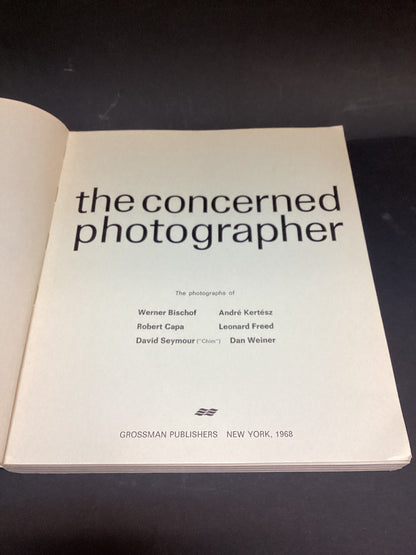 the concerned
photographer
The photographs of
Werner Bischof André Kertész
Robert Capa Leonard Freed
David Seymour ("Chim") Dan Weiner
GROSSMAN PUBLISHERS NEW YORK, 1968